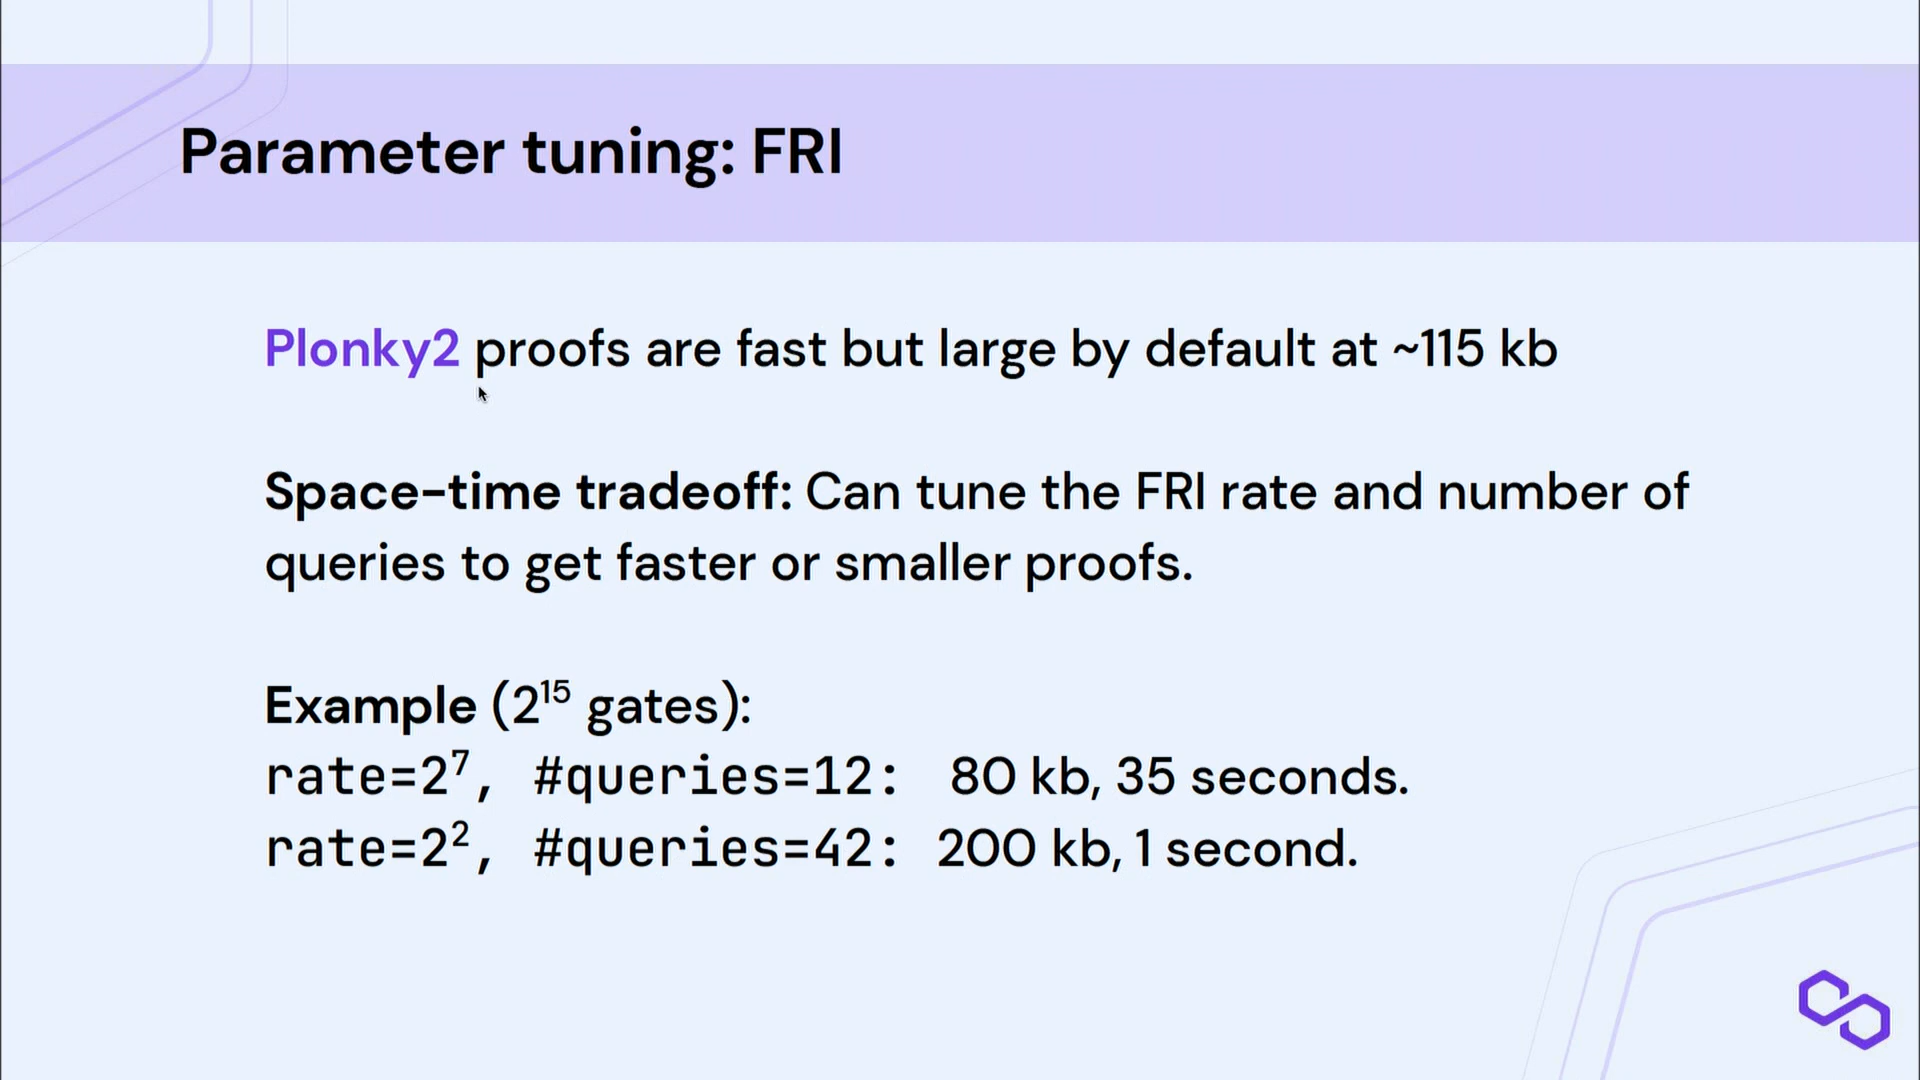 Parameter tuning: FRI
Plonky2 proofs are fast but large by default at ~115 kb
Space-time tradeoff: Can tune the FRI rate and number of
queries to get faster or smaller proofs.
Example (2¹⁵ gates):
rate=2⁷, #queries=12: 80 kb, 35 seconds.
rate=2², #queries=42: 200 kb, 1 second.